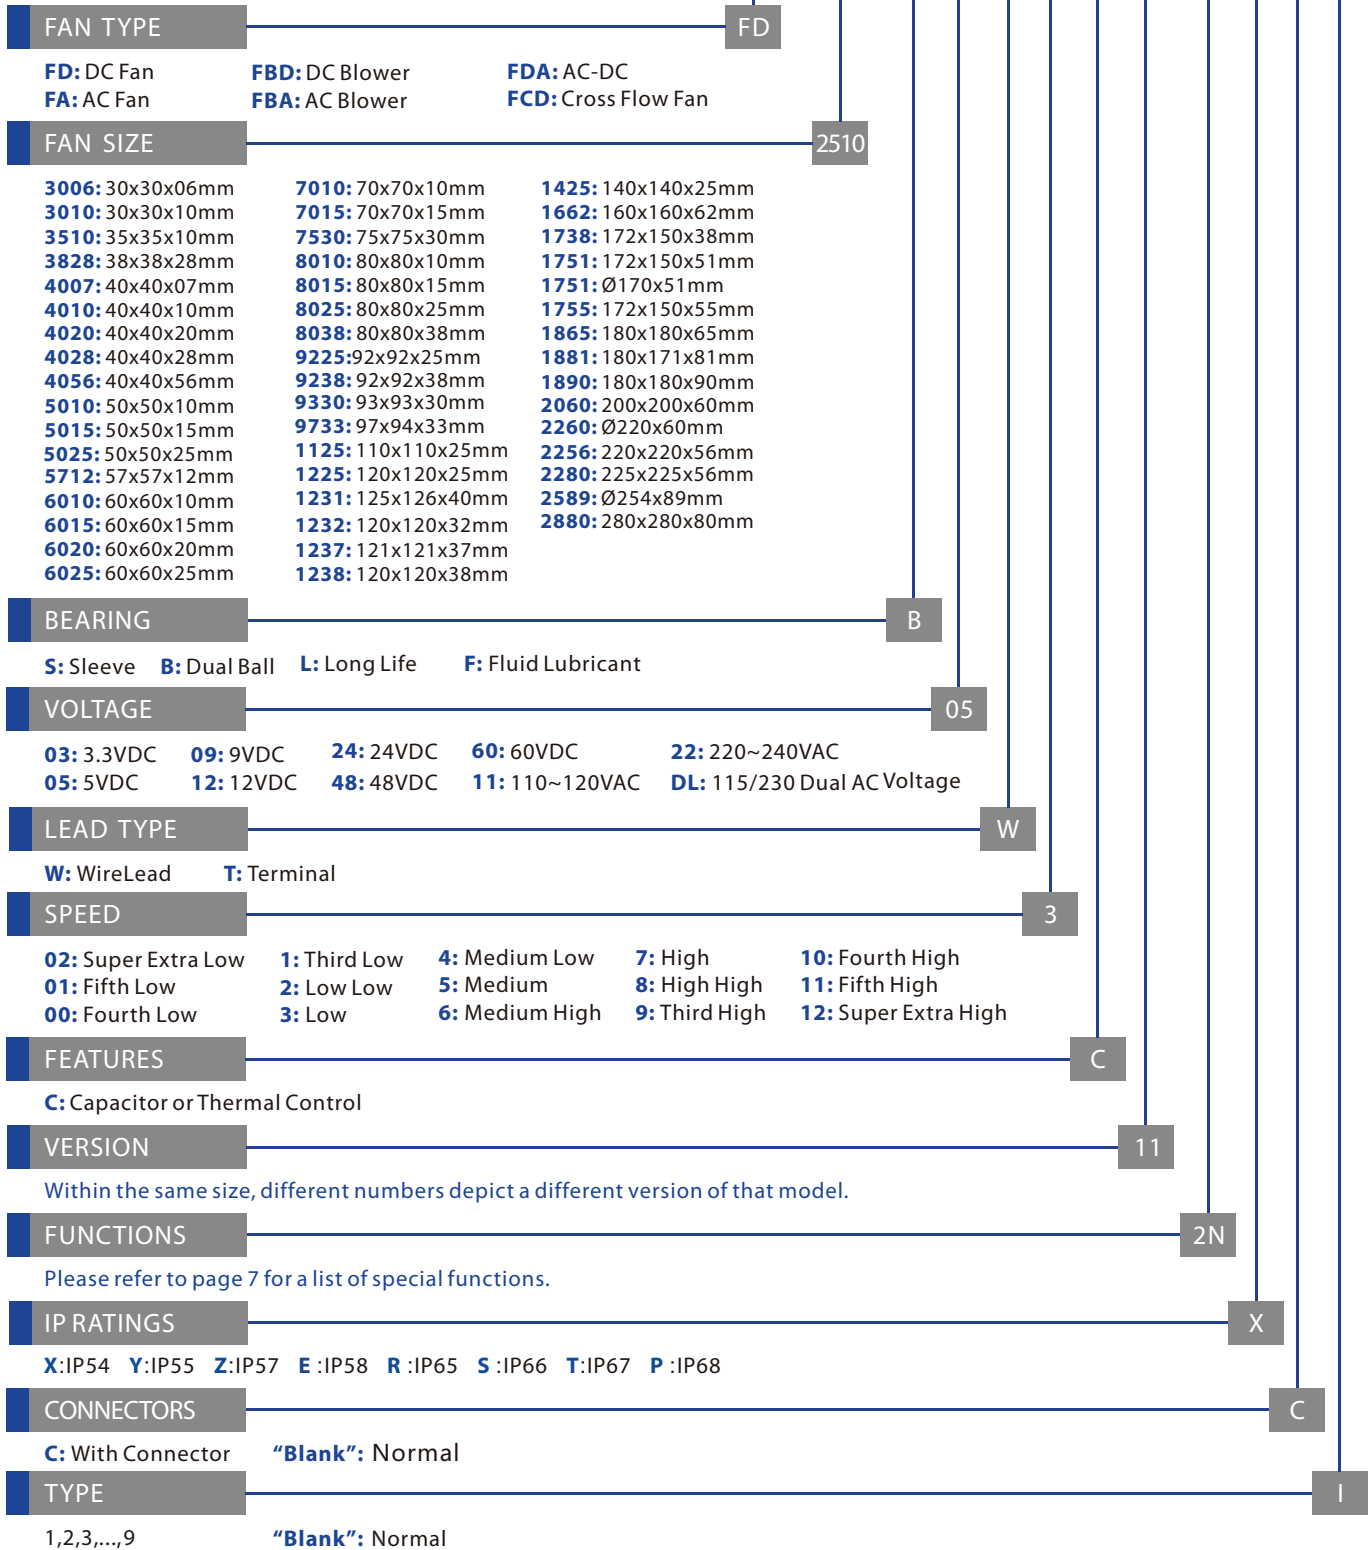 FAN TYPE FD
FD: DC Fan FBD: DC Blower FDA: AC-DC
FA: AC Fan FBA: AC Blower FCD: Cross Flow Fan
FAN SIZE 2510
3006: 30x30x06mm 7010: 70x70x10mm 1425: 140x140x25mm
3010: 30x30x10mm 7015: 70x70x15mm 1662: 160x160x62mm
3510: 35x35x10mm 7530: 75x75x30mm 1738: 172x150x38mm
3828: 38x38x28mm 8010: 80x80x10mm 1751: 172x150x51mm
4007: 40x40x07mm 8015: 80x80x15mm 1751: Ø170x51mm
4010: 40x40x10mm 8025: 80x80x25mm 1755: 172x150x55mm
4020: 40x40x20mm 8038: 80x80x38mm 1865: 180x180x65mm
4028: 40x40x28mm 9225:92x92x25mm 1881: 180x171x81mm
4056: 40x40x56mm 9238: 92x92x38mm 1890: 180x180x90mm
5010: 50x50x10mm 9330: 93x93x30mm 2060: 200x200x60mm
5015: 50x50x15mm 9733: 97x94x33mm 2260: Ø220x60mm
5025: 50x50x25mm 1125: 110x110x25mm 2256: 220x220x56mm
5712: 57x57x12mm 1225: 120x120x25mm 2280: 225x225x56mm
6010: 60x60x10mm 1231: 125x126x40mm 2589: Ø254x89mm
6015: 60x60x15mm 1232: 120x120x32mm 2880: 280x280x80mm
6020: 60x60x20mm 1237: 121x121x37mm
6025: 60x60x25mm 1238: 120x120x38mm
BEARING B
S: Sleeve B: Dual Ball L: Long Life F: Fluid Lubricant
VOLTAGE 05
03: 3.3VDC 09: 9VDC 24: 24VDC 60: 60VDC 22: 220~240VAC
05: 5VDC 12: 12VDC 48: 48VDC 11: 110~120VAC DL: 115/230 Dual AC Voltage
LEAD TYPE W
W: WireLead T: Terminal
SPEED 3
02: Super Extra Low 1: Third Low 4: Medium Low 7: High 10: Fourth High
01: Fifth Low 2: Low Low 5: Medium 8: High High 11: Fifth High
00: Fourth Low 3: Low 6: Medium High 9: Third High 12: Super Extra High
FEATURES C
C: Capacitor or Thermal Control
VERSION 11
Within the same size, different numbers depict a different version of that model.
FUNCTIONS 2N
Please refer to page 7 for a list of special functions.
IP RATINGS X
X:IP54 Y:IP55 Z:IP57 E :IP58 R :IP65 S :IP66 T:IP67 P :IP68
CONNECTORS C
C: With Connector “Blank”: Normal
TYPE I
1,2,3,...,9 “Blank”: Normal